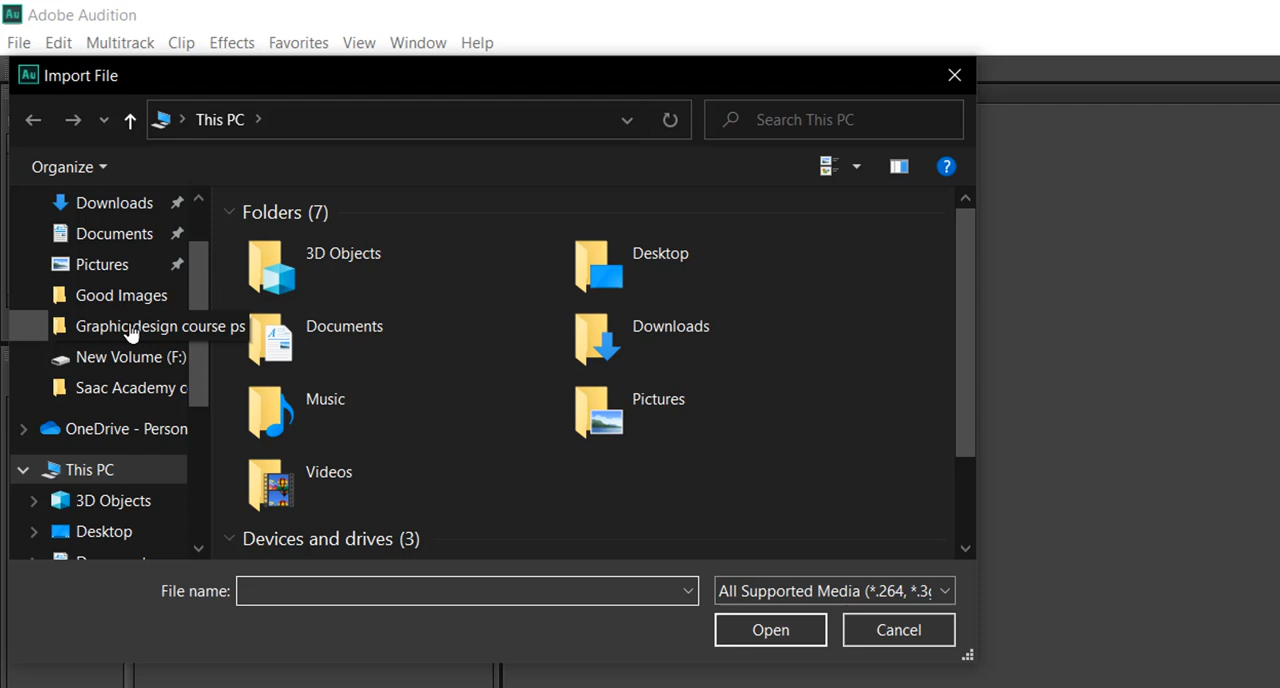 Au Adobe Audition
File Edit Multitrack Clip Effects Favorites View Window Help
Au Import File
This PC
Search This PC
Organize
Downloads
Documents
Pictures
Good Images
Graphic design course ps
New Volume (F:)
Saac Academy c
OneDrive - Person
This PC
3D Objects
Desktop
Folders (7)
3D Objects
Desktop
Documents
Downloads
Music
Pictures
Videos
Devices and drives (3)
File name:
All Supported Media (*.264, *.3g
Open
Cancel